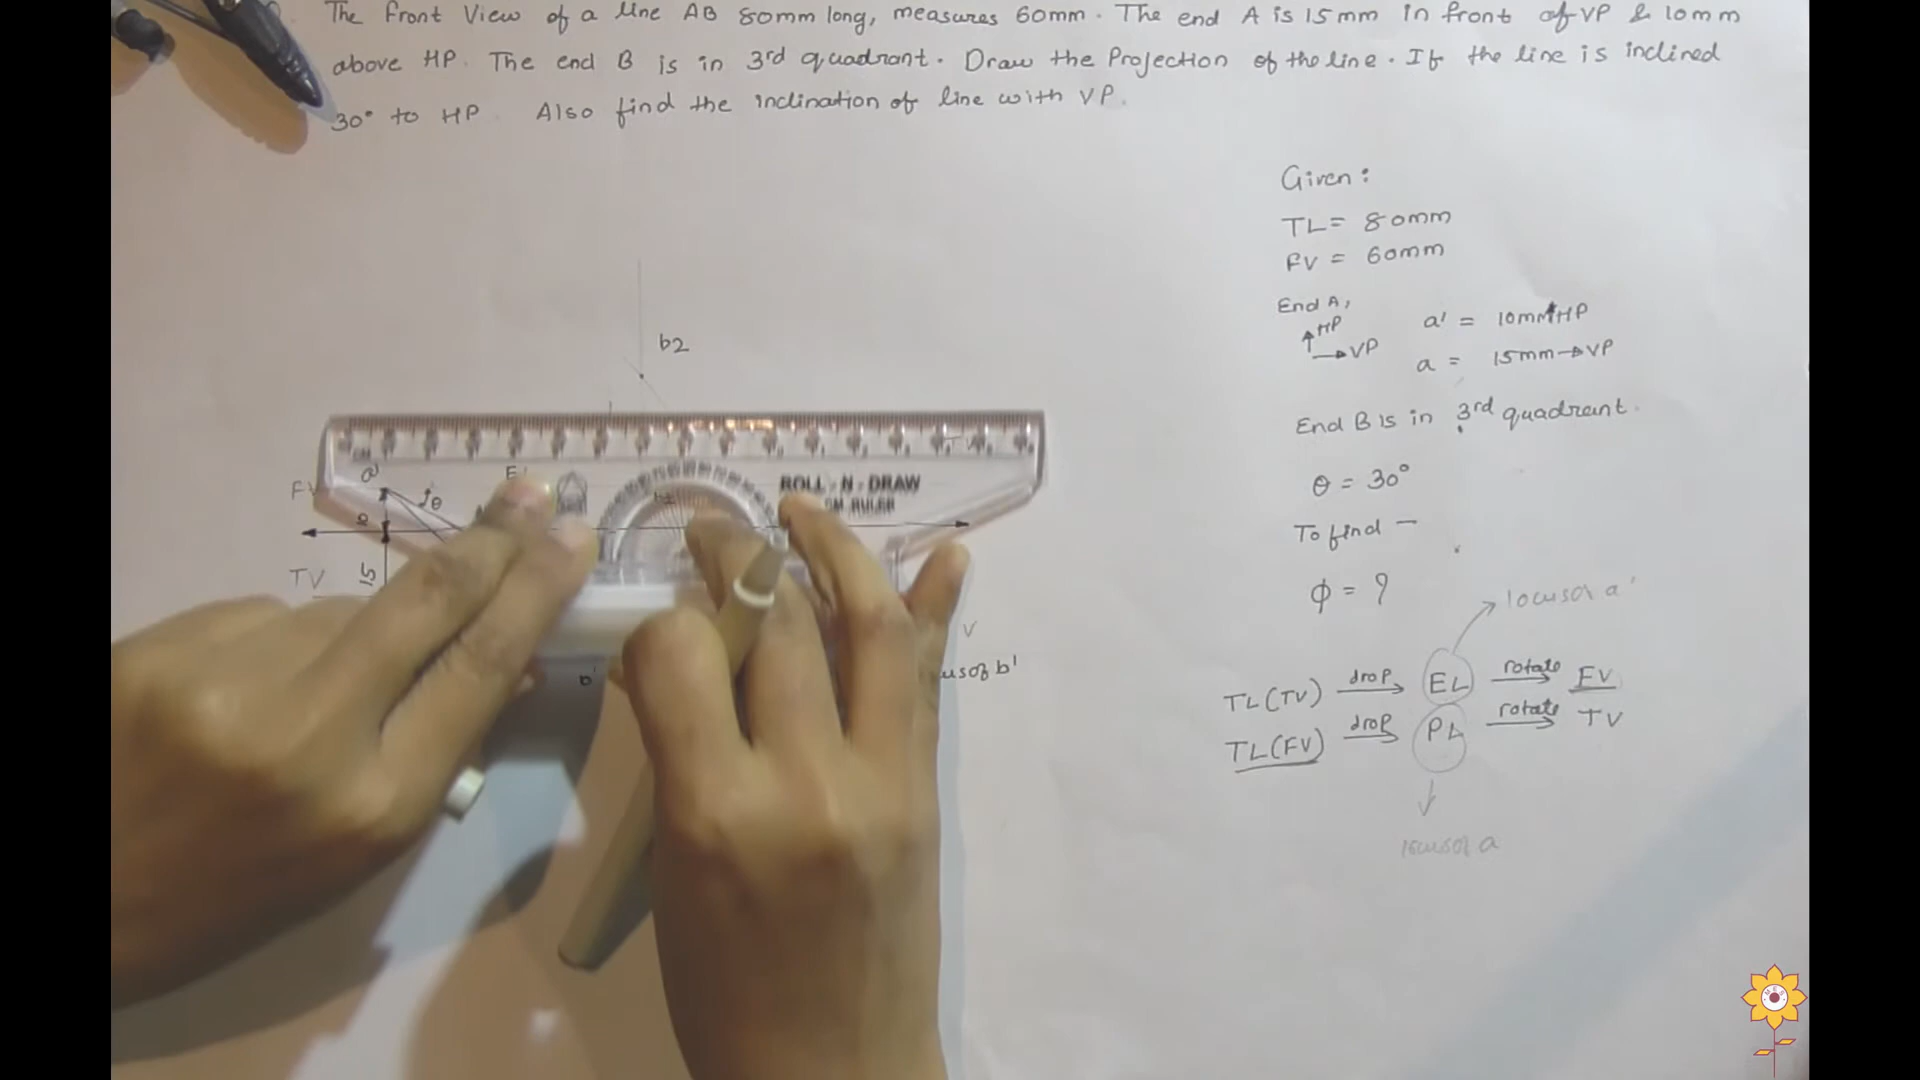 The Front View of a line AB 80mm long, measures 60mm. The end A is 15mm in front of VP & 10mm
above HP. The end B is in 3rd quadrant. Draw the Projection of the line. If the line is inclined
30° to HP. Also find the inclination of line with VP.
Given:
TL = 80mm
FV = 60mm
End A,
↑HP
→VP
a' = 10mm↑HP
a = 15mm→VP
End B is in 3rd quadrant.
θ = 30°
To find -
φ = ?
locus of a'
TL(TV) drop→ EL rotate→ FV
TL(FV) drop→ PL rotate→ TV
locus of a
b2
a'
θ
TV
15
b'
ROLL-N-DRAW
RULER